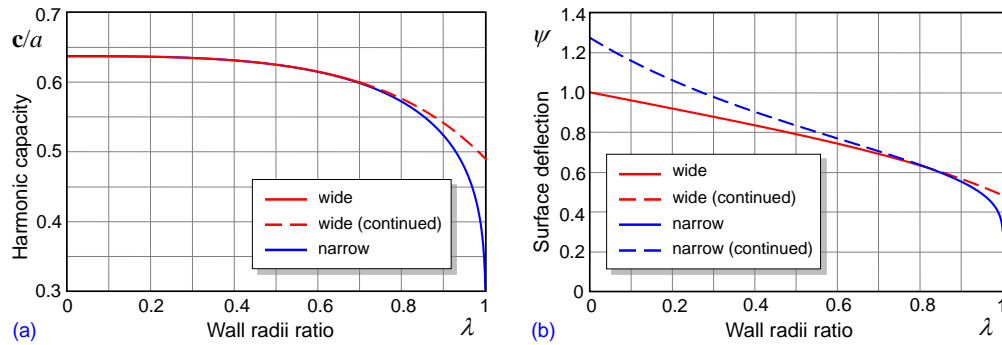 c/a
Harmonic capacity
0.7
0.6
0.5
0.4
0.3
wide
wide (continued)
narrow
0 0.2 0.4 0.6 0.8 1
(a)
Wall radii ratio
λ
ψ
Surface deflection
1.4
1.2
1.0
0.8
0.6
0.4
0.2
0
wide
wide (continued)
narrow
narrow (continued)
0 0.2 0.4 0.6 0.8 1
(b)
Wall radii ratio
λ